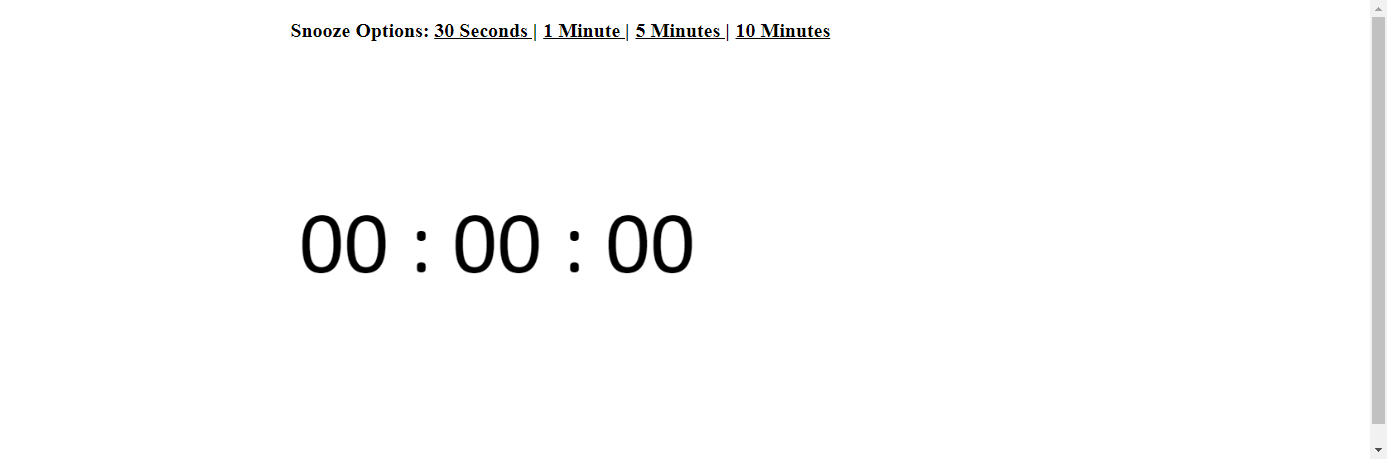 Snooze Options: 30 Seconds | 1 Minute | 5 Minutes | 10 Minutes
00 : 00 : 00